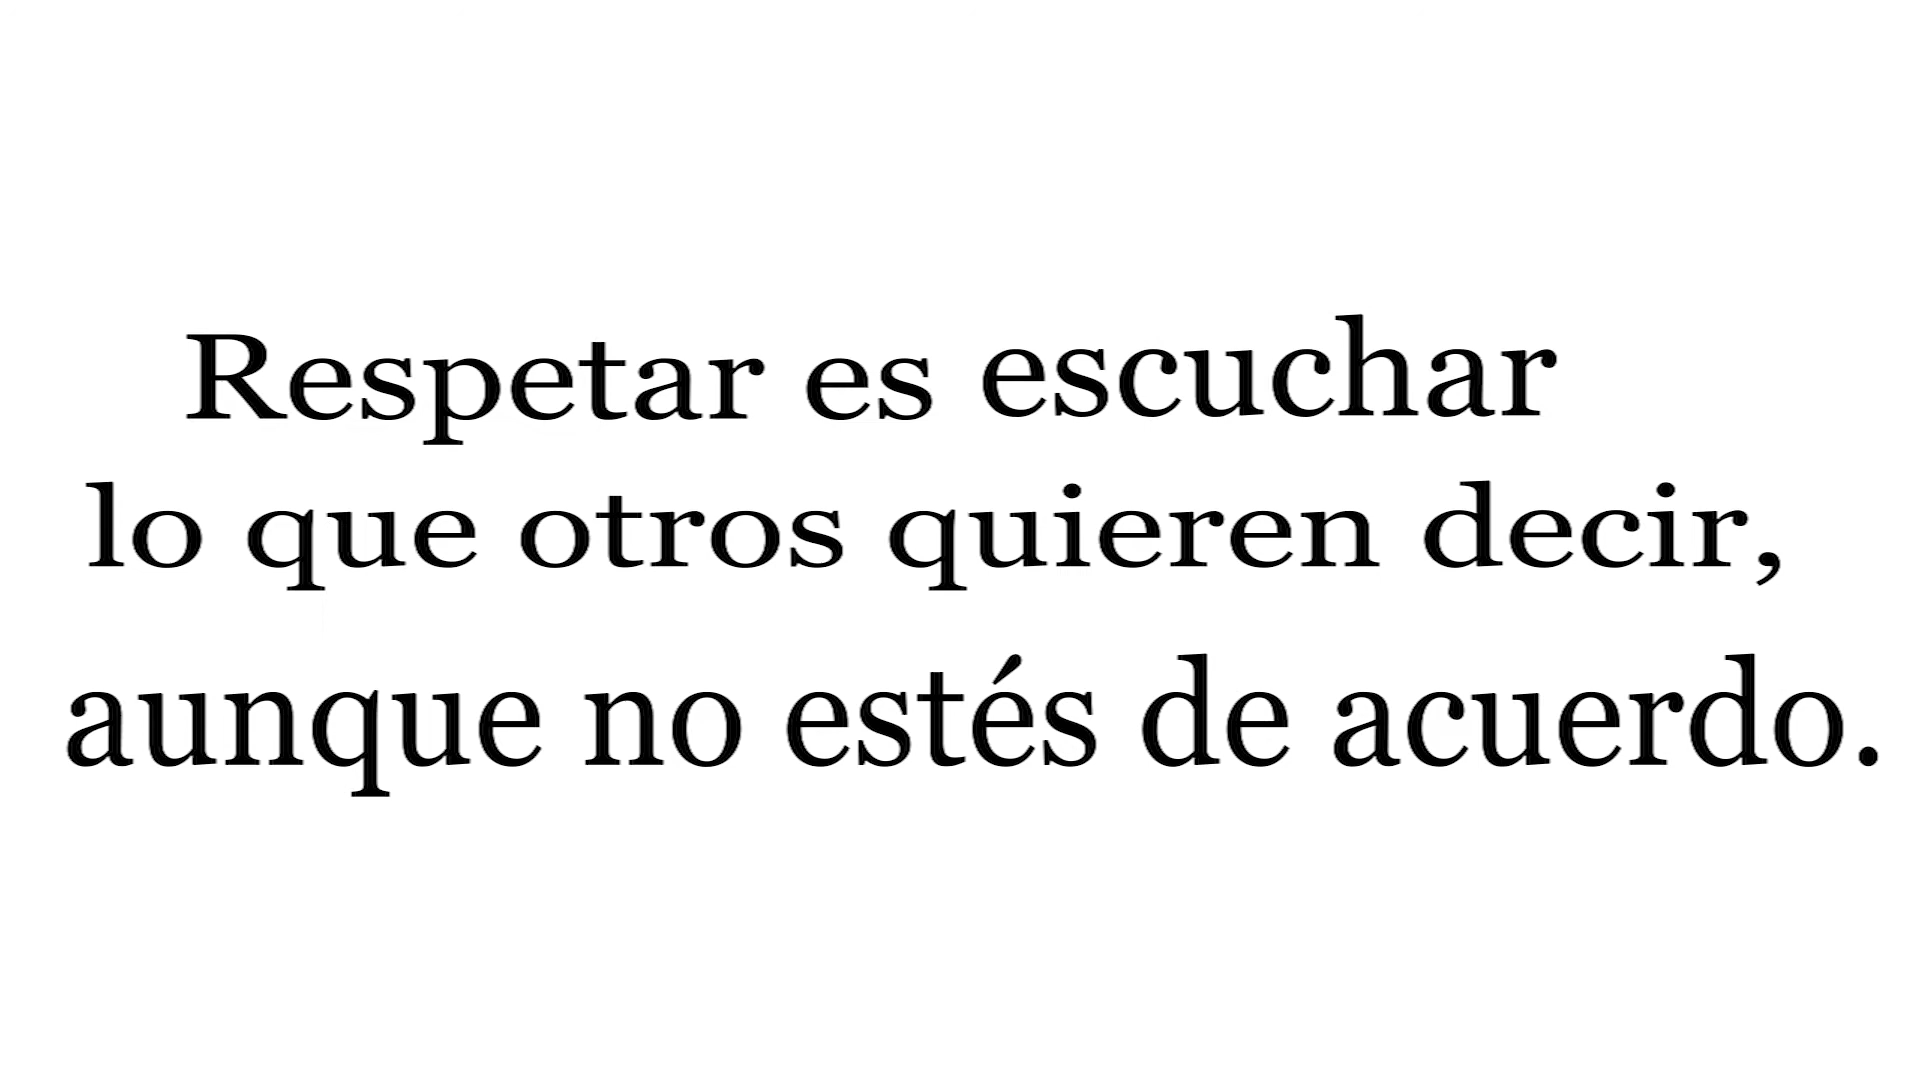 Respetar es escuchar
lo que otros quieren decir,
aunque no estés de acuerdo.